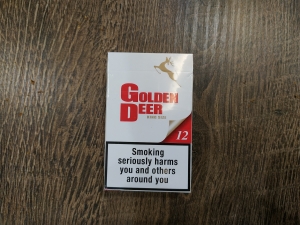 GOLDEN
DEER
12
Smoking
seriously harms
you and others
around you